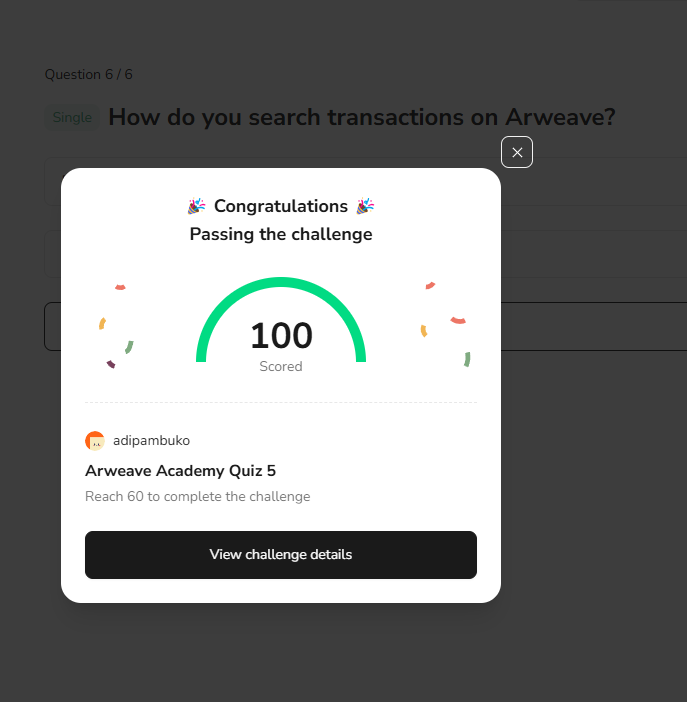 Question 6 / 6
Single How do you search transactions on Arweave?
🎉 Congratulations 🎉
Passing the challenge
100
Scored
adipambuko
Arweave Academy Quiz 5
Reach 60 to complete the challenge
View challenge details